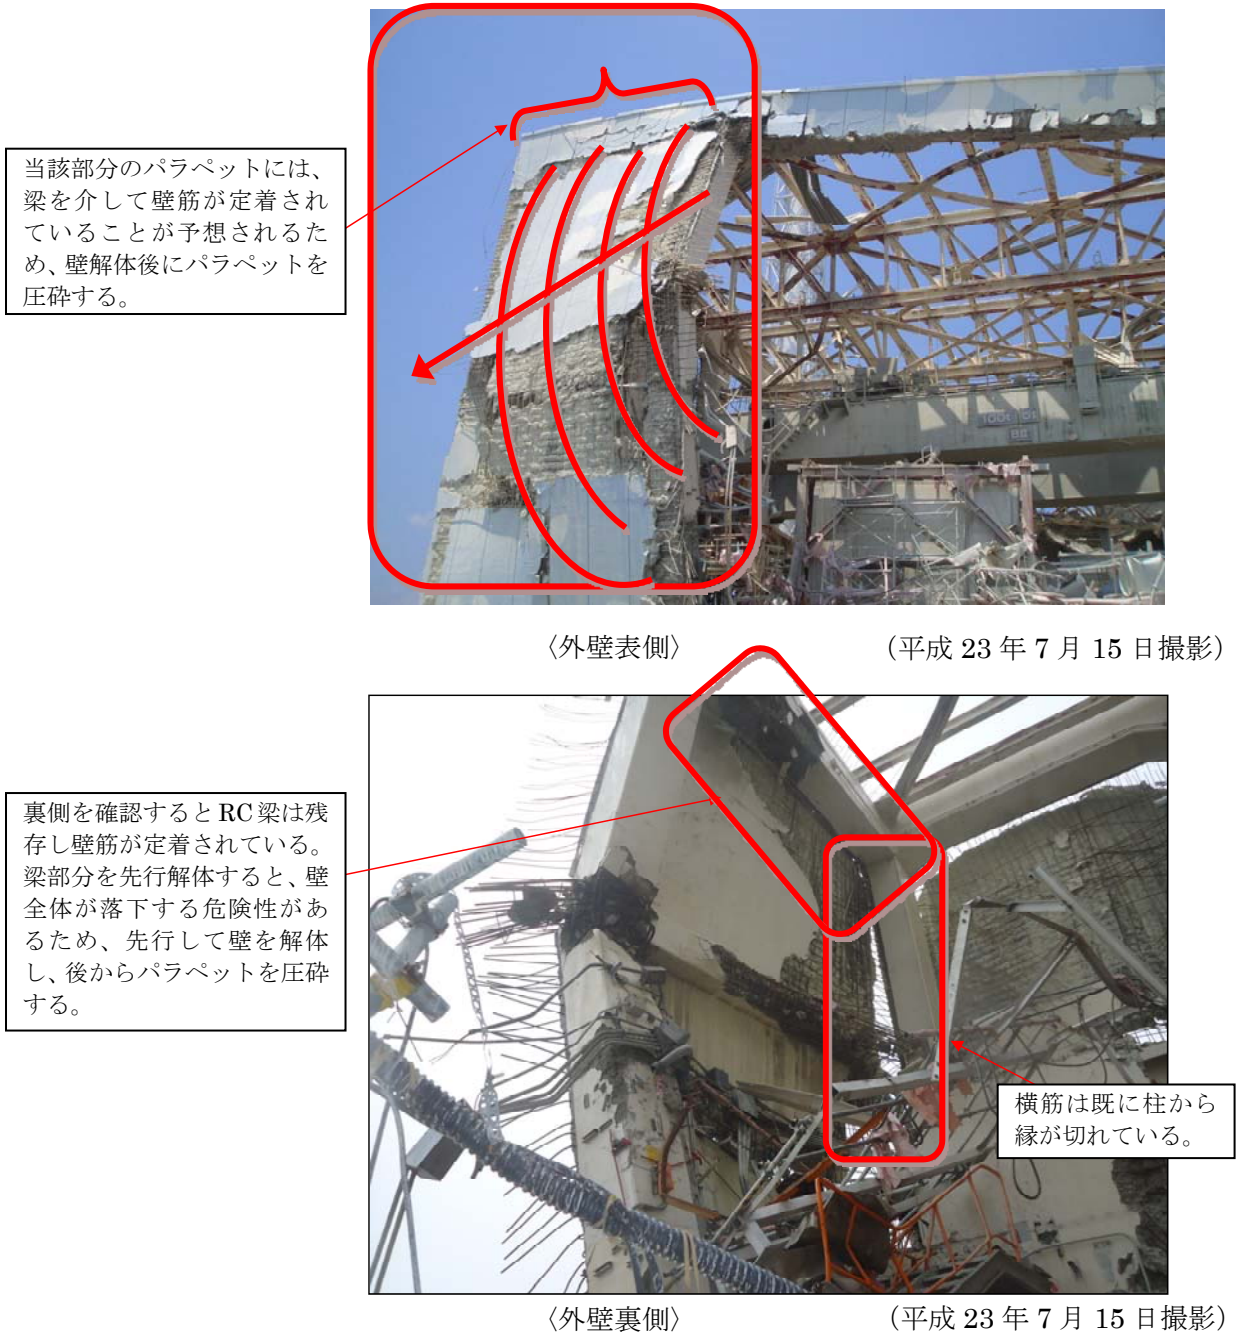 当該部分のパラペットには、
梁を介して壁筋が定着され
ていることが予想されるた
め、壁解体後にパラペットを
圧砕する。
〈外壁表側〉
（平成 23 年 7 月 15 日撮影）
裏側を確認すると RC 梁は残
存し壁筋が定着されている。
梁部分を先行解体すると、壁
全体が落下する危険性があ
るため、先行して壁を解体
し、後からパラペットを圧砕
する。
横筋は既に柱から
縁が切れている。
〈外壁裏側〉
（平成 23 年 7 月 15 日撮影）